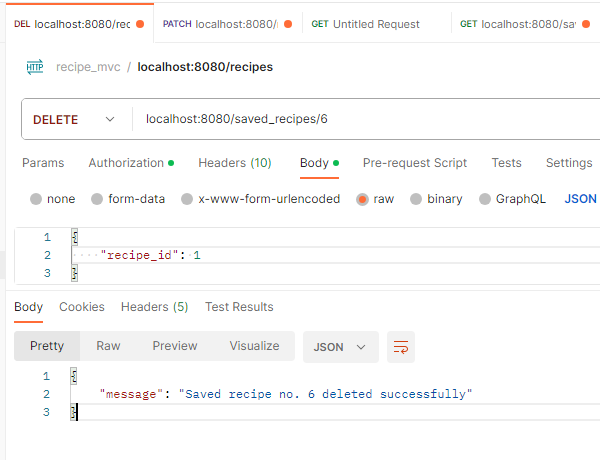 DEL localhost:8080/rec
PATCH localhost:8080/
GET Untitled Request
GET localhost:8080/sav
HTTP recipe_mvc / localhost:8080/recipes
DELETE localhost:8080/saved_recipes/6
Params Authorization Headers (10) Body Pre-request Script Tests Settings
none form-data x-www-form-urlencoded raw binary GraphQL JSON
1 {
2 "recipe_id": 1
3 }
Body Cookies Headers (5) Test Results
Pretty Raw Preview Visualize JSON
1 {
2 "message": "Saved recipe no. 6 deleted successfully"
3 }